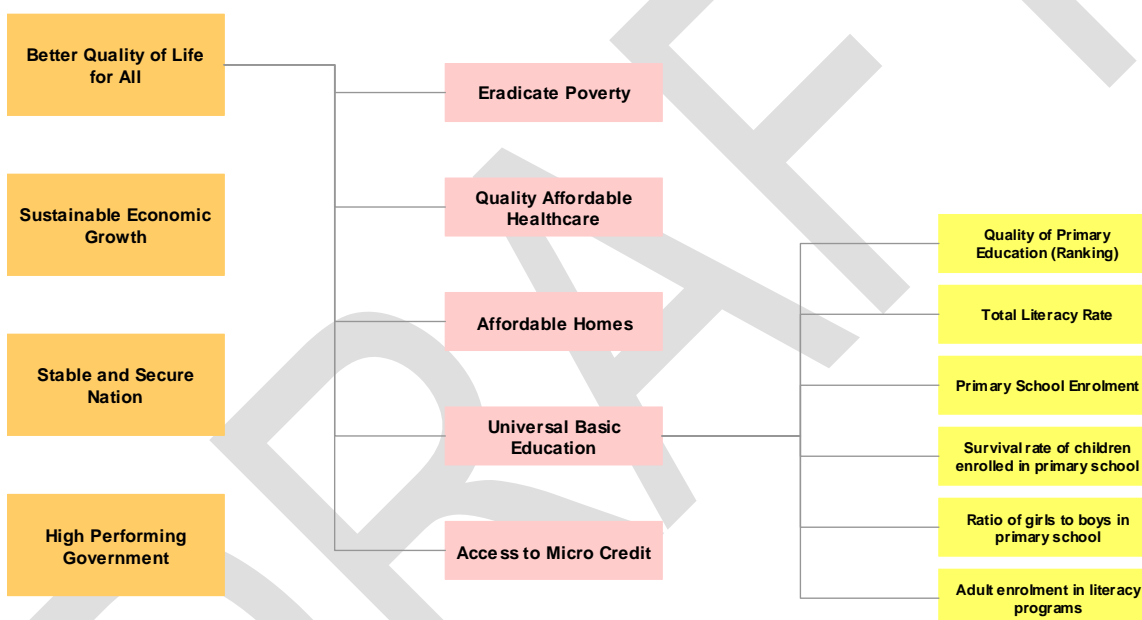 Better Quality of Life
for All
Sustainable Economic
Growth
Stable and Secure
Nation
High Performing
Government
Eradicate Poverty
Quality Affordable
Healthcare
Affordable Homes
Universal Basic
Education
Access to Micro Credit
Quality of Primary
Education (Ranking)
Total Literacy Rate
Primary School Enrolment
Survival rate of children
enrolled in primary school
Ratio of girls to boys in
primary school
Adult enrolment in literacy
programs
DRAFT